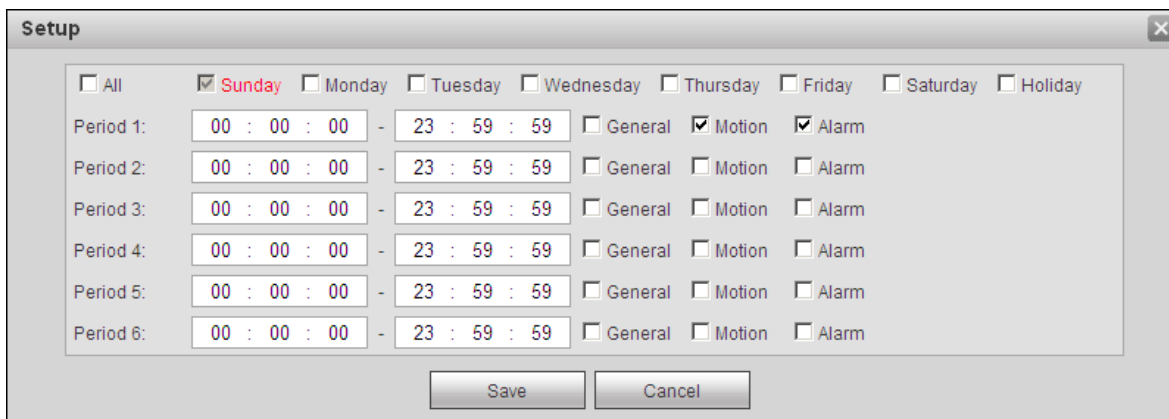 Setup
All Sunday Monday Tuesday Wednesday Thursday Friday Saturday Holiday
Period 1: 00 : 00 : 00 - 23 : 59 : 59 General Motion Alarm
Period 2: 00 : 00 : 00 - 23 : 59 : 59 General Motion Alarm
Period 3: 00 : 00 : 00 - 23 : 59 : 59 General Motion Alarm
Period 4: 00 : 00 : 00 - 23 : 59 : 59 General Motion Alarm
Period 5: 00 : 00 : 00 - 23 : 59 : 59 General Motion Alarm
Period 6: 00 : 00 : 00 - 23 : 59 : 59 General Motion Alarm
Save Cancel